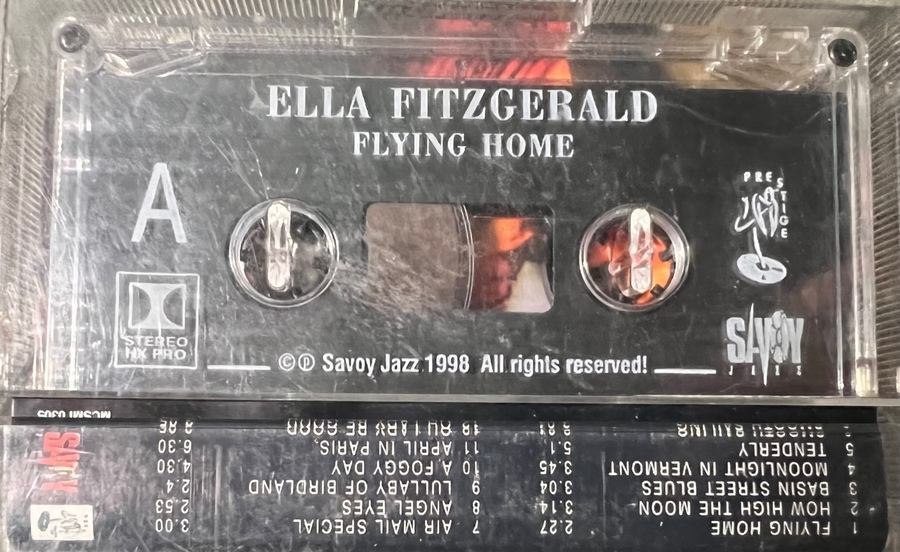 ELLA FITZGERALD
FLYING HOME
A
PRESTIGE
STEREO
HX PRO
SAVOY
JAZZ
©℗ Savoy Jazz 1998 All rights reserved!
MCSMI 0305
1 FLYING HOME 2.27
2 HOW HIGH THE MOON 3.14
3 BASIN STREET BLUES 3.04
4 MOONLIGHT IN VERMONT 3.45
5 TENDERLY 5.1
7 AIR MAIL SPECIAL 3.00
8 ANGEL EYES 2.53
9 LULLABY OF BIRDLAND 2.4
10 A FOGGY DAY 4.30
11 APRIL IN PARIS, 6.30
SAVOY